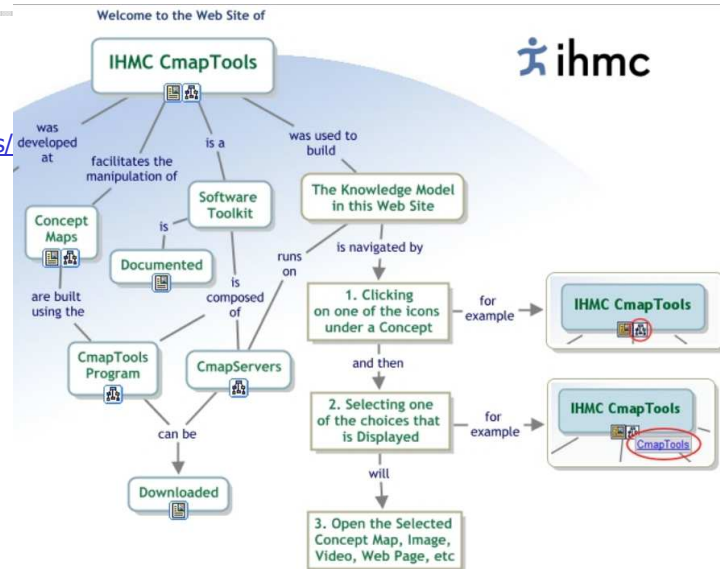 Welcome to the Web Site of
IHMC CmapTools
ihmc
s/
was
developed
at
facilitates the
manipulation of
is a
was used to
build
Software
Toolkit
The Knowledge Model
in this Web Site
Concept
Maps
is
Documented
runs
on
is navigated by
are built
using the
is
composed
of
1. Clicking
on one of the icons
under a Concept
for
example
IHMC CmapTools
CmapTools
Program
CmapServers
and then
2. Selecting one
of the choices that
is Displayed
for
example
IHMC CmapTools
CmapTools
can be
will
Downloaded
3. Open the Selected
Concept Map, Image,
Video, Web Page, etc